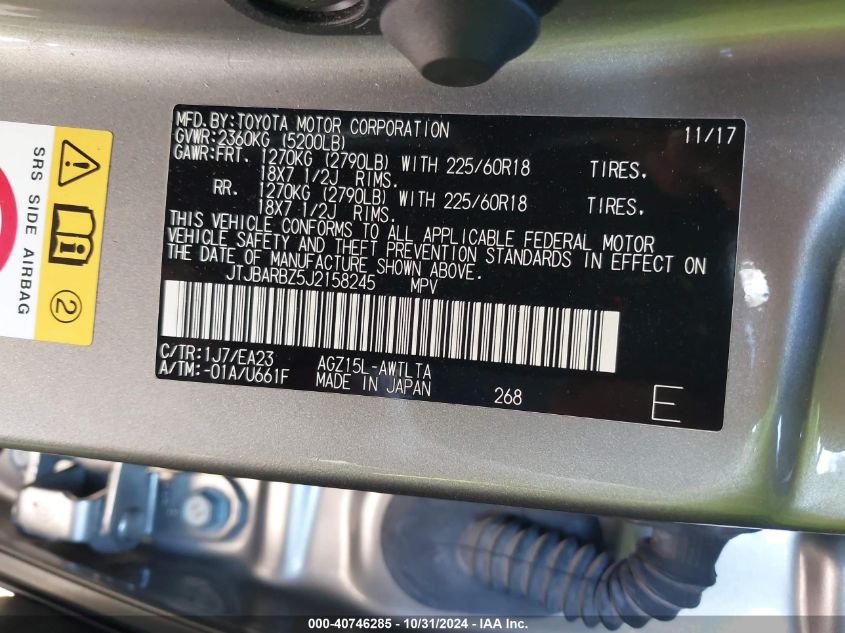 MFD.BY:TOYOTA MOTOR CORPORATION 11/17
GVWR:2360KG (5200LB)
GAWR:FRT. 1270KG (2790LB) WITH 225/60R18 TIRES.
18X7 1/2J RIMS.
RR. 1270KG (2790LB) WITH 225/60R18 TIRES.
18X7 1/2J RIMS.
THIS VEHICLE CONFORMS TO ALL APPLICABLE FEDERAL MOTOR
VEHICLE SAFETY AND THEFT PREVENTION STANDARDS IN EFFECT ON
THE DATE OF MANUFACTURE SHOWN ABOVE.
JTJBARBZ5J2158245 MPV
C/TR:1J7/EA23 AGZ15L-AWTLTA
A/TM:-01A/U661F MADE IN JAPAN 268 E
SRS SIDE AIRBAG
2
000-40746285 - 10/31/2024 - IAA Inc.